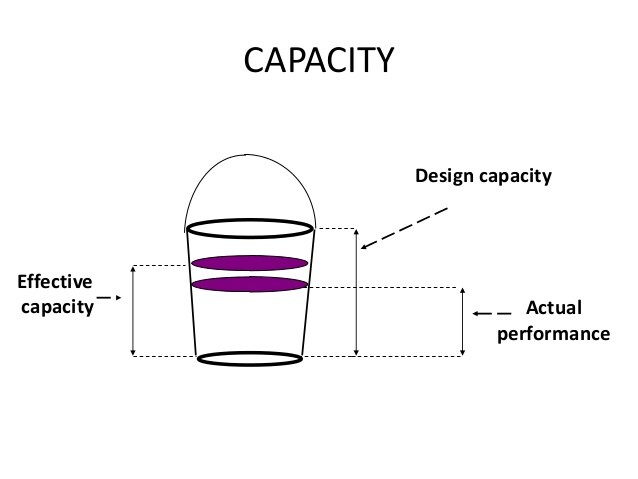 CAPACITY
Design capacity
Effective
capacity
Actual
performance